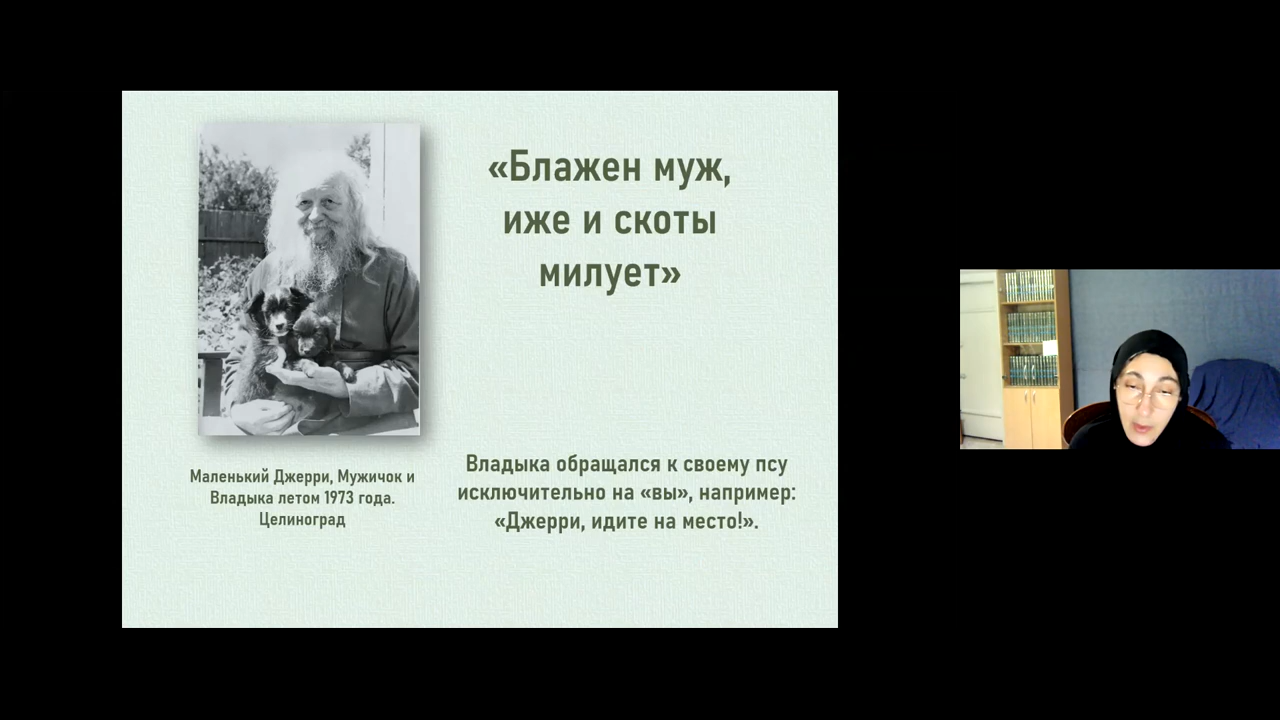 «Блажен муж,
иже и скоты
милует»
Маленький Джерри, Мужичок и
Владыка летом 1973 года.
Целиноград
Владыка обращался к своему псу
исключительно на «вы», например:
«Джерри, идите на место!».